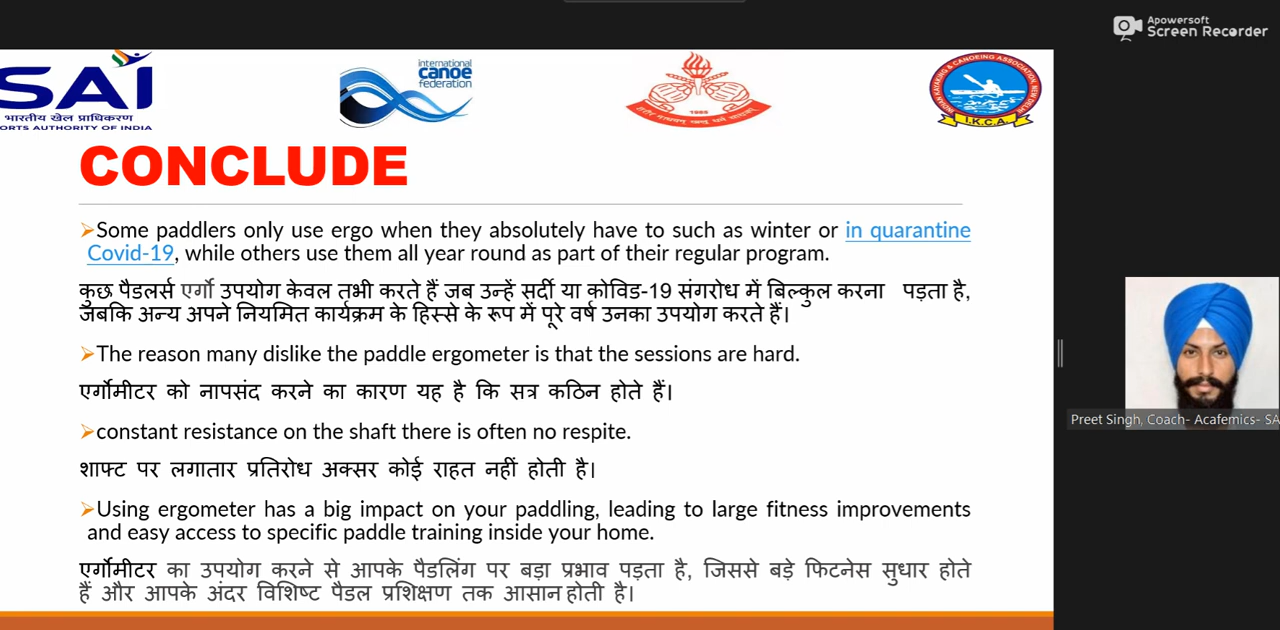 Apowersoft
Screen Recorder
SAI
भारतीय खेल प्राधिकरण
ORTS AUTHORITY OF INDIA
international
canoe
federation
INDIAN KAYAKING & CANOEING ASSOCIATION
I.K.C.A.
CONCLUDE
➢Some paddlers only use ergo when they absolutely have to such as winter or in quarantine
Covid-19, while others use them all year round as part of their regular program.
कुछ पैडलर्स एर्गो उपयोग केवल तभी करते हैं जब उन्हें सर्दी या कोविड-19 संगरोध में बिल्कुल करना पड़ता है,
जबकि अन्य अपने नियमित कार्यक्रम के हिस्से के रूप में पूरे वर्ष उनका उपयोग करते हैं।
➢The reason many dislike the paddle ergometer is that the sessions are hard.
एर्गोमीटर को नापसंद करने का कारण यह है कि सत्र कठिन होते हैं।
➢constant resistance on the shaft there is often no respite.
शाफ्ट पर लगातार प्रतिरोध अक्सर कोई राहत नहीं होती है।
➢Using ergometer has a big impact on your paddling, leading to large fitness improvements
and easy access to specific paddle training inside your home.
एर्गोमीटर का उपयोग करने से आपके पैडलिंग पर बड़ा प्रभाव पड़ता है, जिससे बड़े फिटनेस सुधार होते
हैं और आपके अंदर विशिष्ट पैडल प्रशिक्षण तक आसान होती है।
Preet Singh, Coach- Acafemics- SA